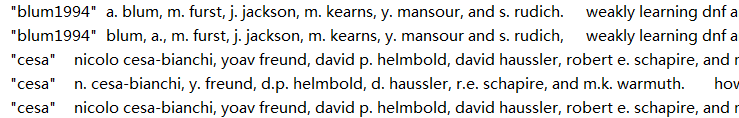 "blum1994" a. blum, m. furst, j. jackson, m. kearns, y. mansour, and s. rudich. weakly learning dnf a
"blum1994" blum, a., m. furst, j. jackson, m. kearns, y. mansour and s. rudich, weakly learning dnf a
"cesa" nicolo cesa-bianchi, yoav freund, david p. helmbold, david haussler, robert e. schapire, and
"cesa" n. cesa-bianchi, y. freund, d.p. helmbold, d. haussler, r.e. schapire, and m.k. warmuth. how
"cesa" nicolo cesa-bianchi, yoav freund, david p. helmbold, david haussler, robert e. schapire, and